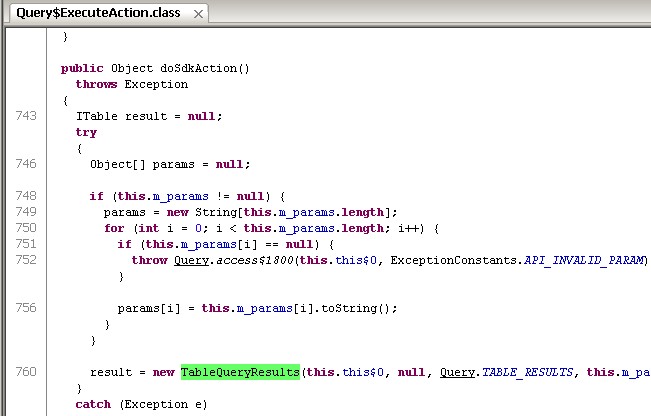 Query$ExecuteAction.class
}
public Object doSdkAction()
throws Exception
{
743 ITable result = null;
try
{
746 Object[] params = null;
748 if (this.m_params != null) {
749 params = new String[this.m_params.length];
750 for (int i = 0; i < this.m_params.length; i++) {
751 if (this.m_params[i] == null) {
752 throw Query.access$1800(this.this$0, ExceptionConstants.API_INVALID_PARAM)
}
756 params[i] = this.m_params[i].toString();
}
}
760 result = new TableQueryResults(this.this$0, null, Query.TABLE_RESULTS, this.m_pa
}
catch (Exception e)